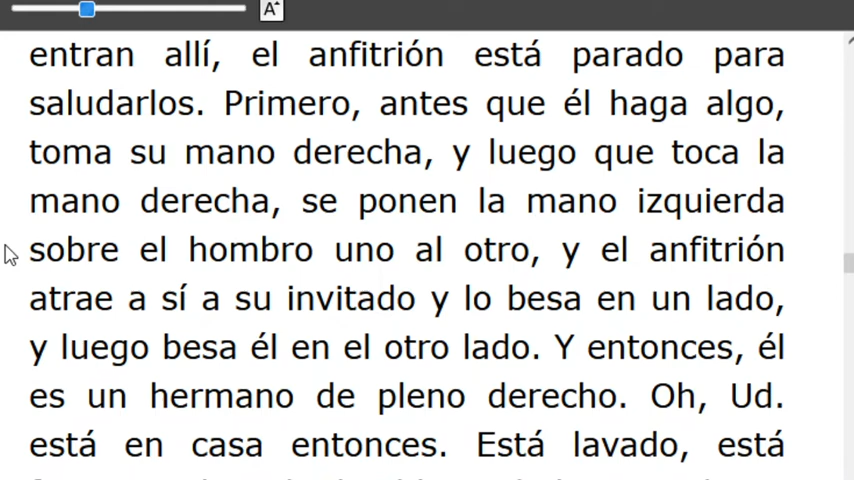 A
entran allí, el anfitrión está parado para
saludarlos. Primero, antes que él haga algo,
toma su mano derecha, y luego que toca la
mano derecha, se ponen la mano izquierda
sobre el hombro uno al otro, y el anfitrión
atrae a sí a su invitado y lo besa en un lado,
y luego besa él en el otro lado. Y entonces, él
es un hermano de pleno derecho. Oh, Ud.
está en casa entonces. Está lavado, está